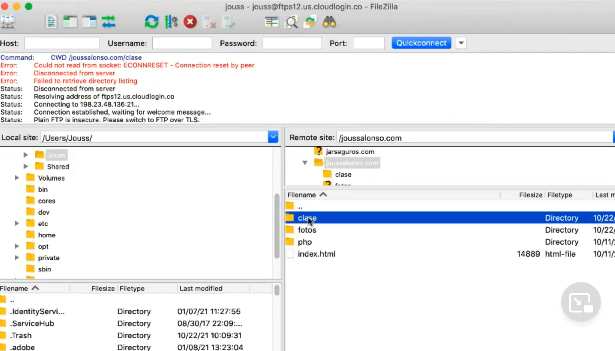 jouss - jouss@ftps12.us.cloudlogin.co - FileZilla
Host: Username: Password: Port: Quickconnect
Command: CWD /joussalonso.com/clase
Error: Could not read from socket: ECONNRESET - Connection reset by peer
Error: Disconnected from server
Error: Failed to retrieve directory listing
Status: Disconnected from server
Status: Resolving address of ftps12.us.cloudlogin.co
Status: Connecting to 198.23.48.136:21...
Status: Connection established, waiting for welcome message...
Status: Plain FTP is insecure. Please switch to FTP over TLS.
Local site: /Users/Jouss/
Jouss
Shared
Volumes
bin
cores
dev
etc
home
opt
private
sbin
Filename Filesize Filetype Last modified
..
.IdentityServi... Directory 01/07/21 11:27:55
.ServiceHub Directory 08/30/17 22:09:...
.Trash Directory 10/22/21 10:09:31
.adobe Directory 01/08/21 13:23:04
Remote site: /joussalonso.com
jarseguros.com
joussalonso.com
clase
fotos
Filename Filesize Filetype Last m
..
clase Directory 10/22/
fotos Directory 10/22/
php Directory 10/11/
index.html 14889 html-file 10/11/